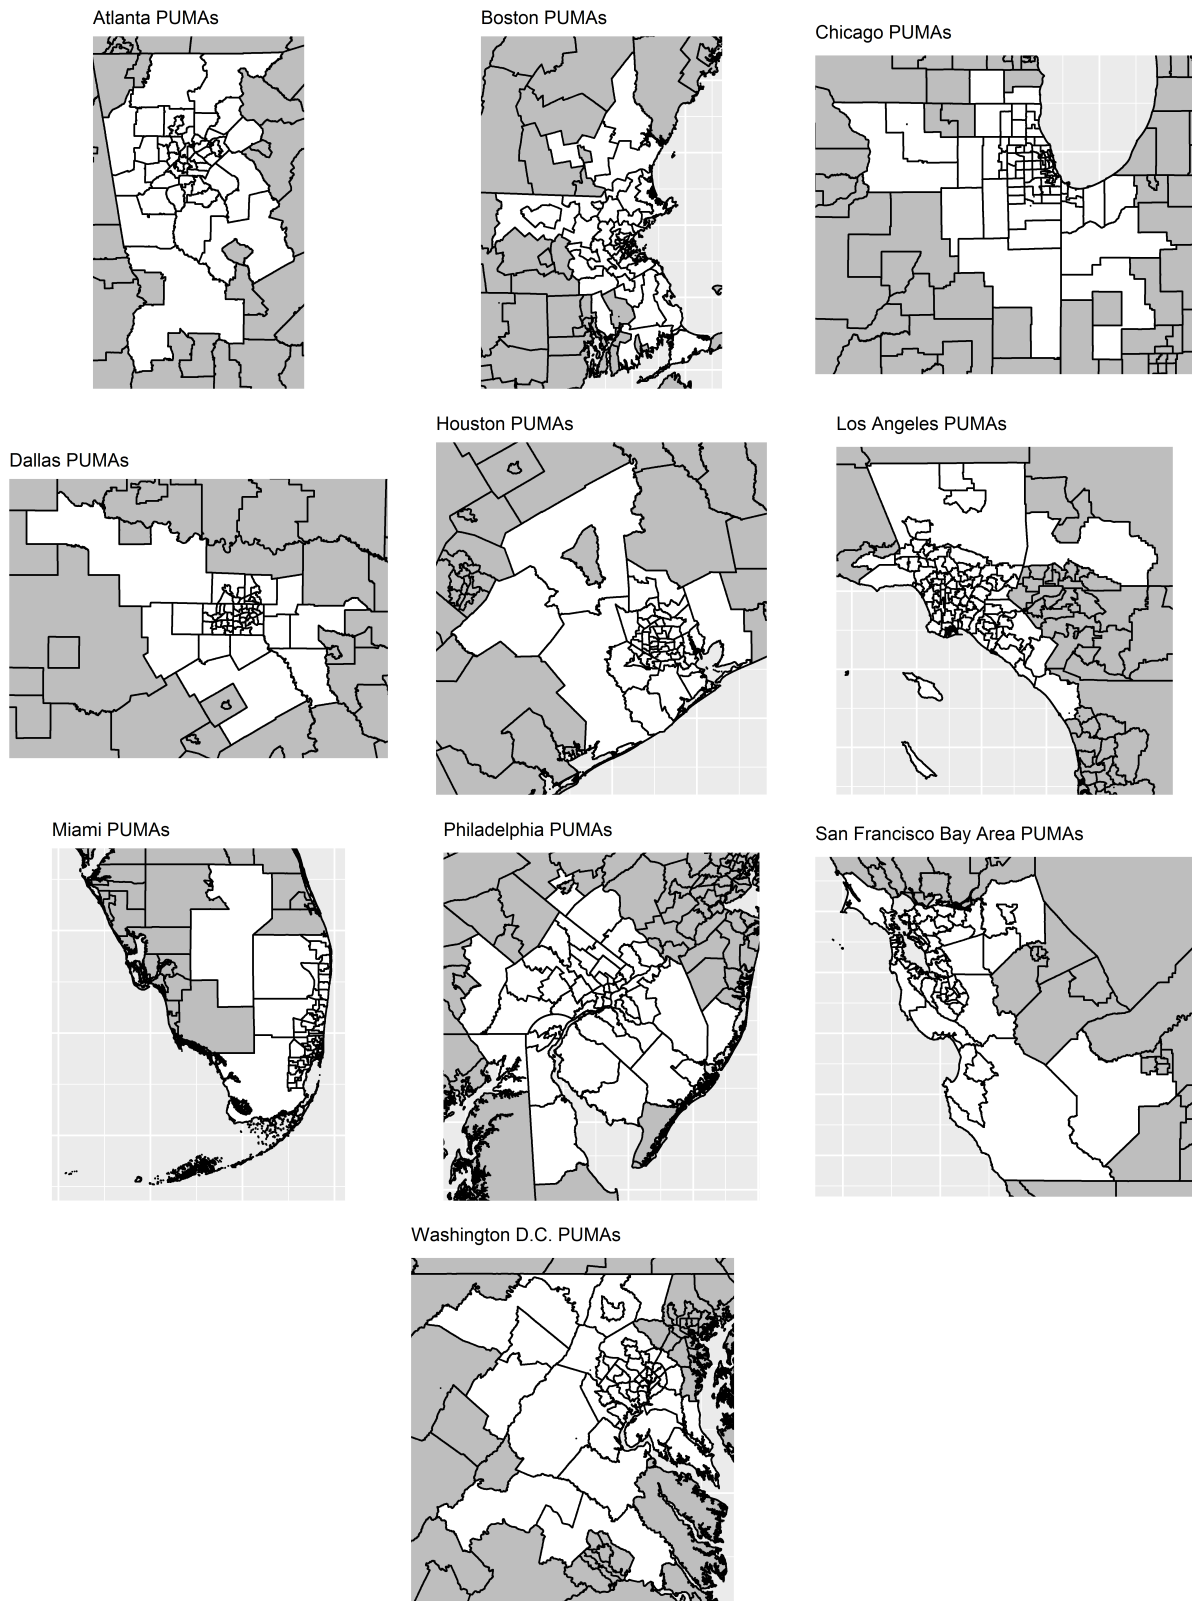 Atlanta PUMAs
Boston PUMAs
Chicago PUMAs
Dallas PUMAs
Houston PUMAs
Los Angeles PUMAs
Miami PUMAs
Philadelphia PUMAs
San Francisco Bay Area PUMAs
Washington D.C. PUMAs